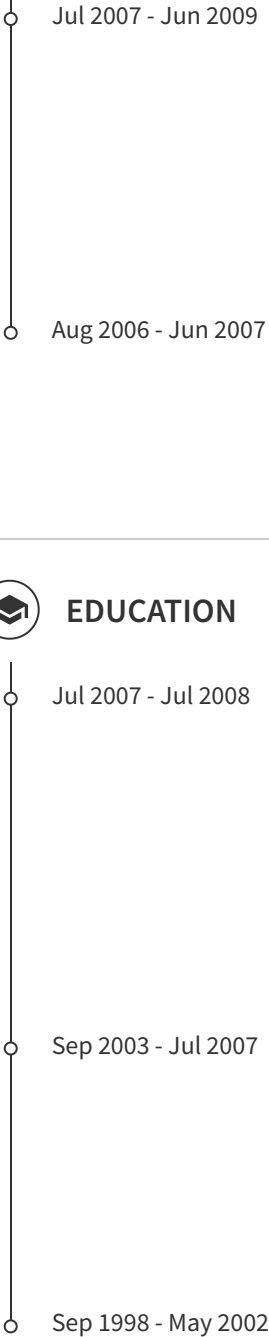 Jul 2007 - Jun 2009
Aug 2006 - Jun 2007
EDUCATION
Jul 2007 - Jul 2008
Sep 2003 - Jul 2007
Sep 1998 - May 2002